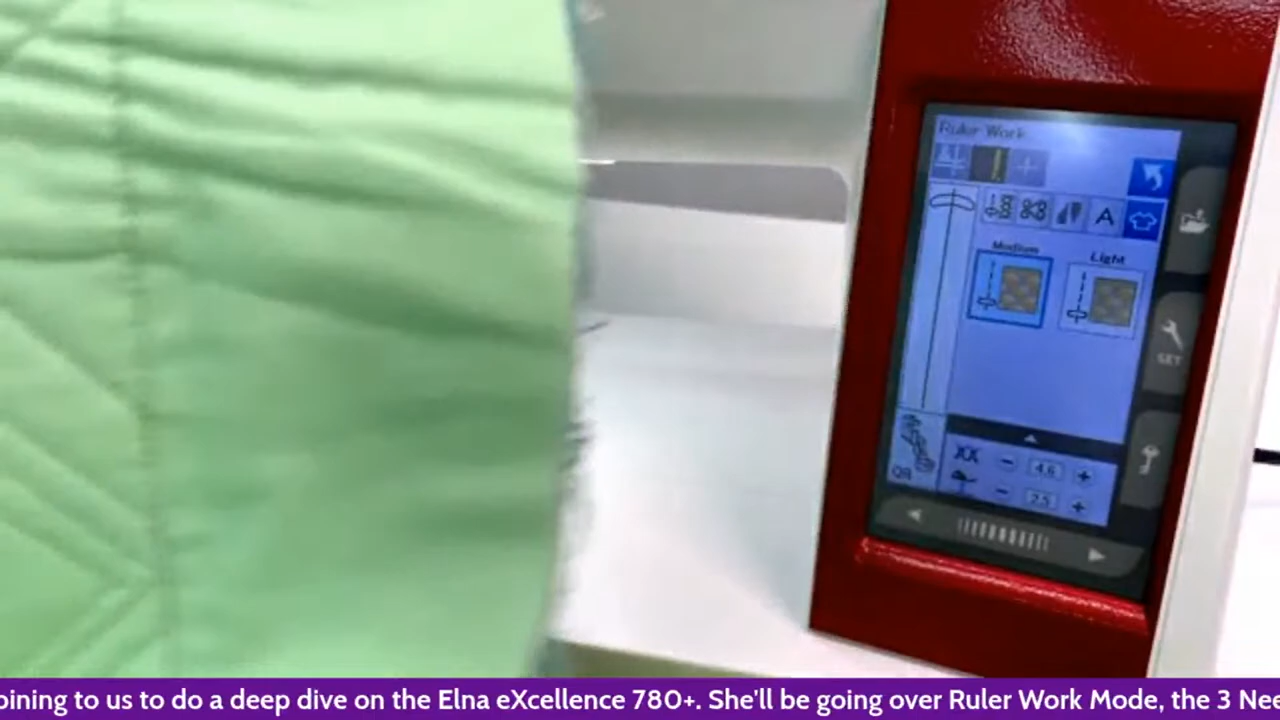 Ruler Work
A
Medium Light
SET
4.6
2.5
QR
oining to us to do a deep dive on the Elna eXcellence 780+. She'll be going over Ruler Work Mode, the 3 Nee